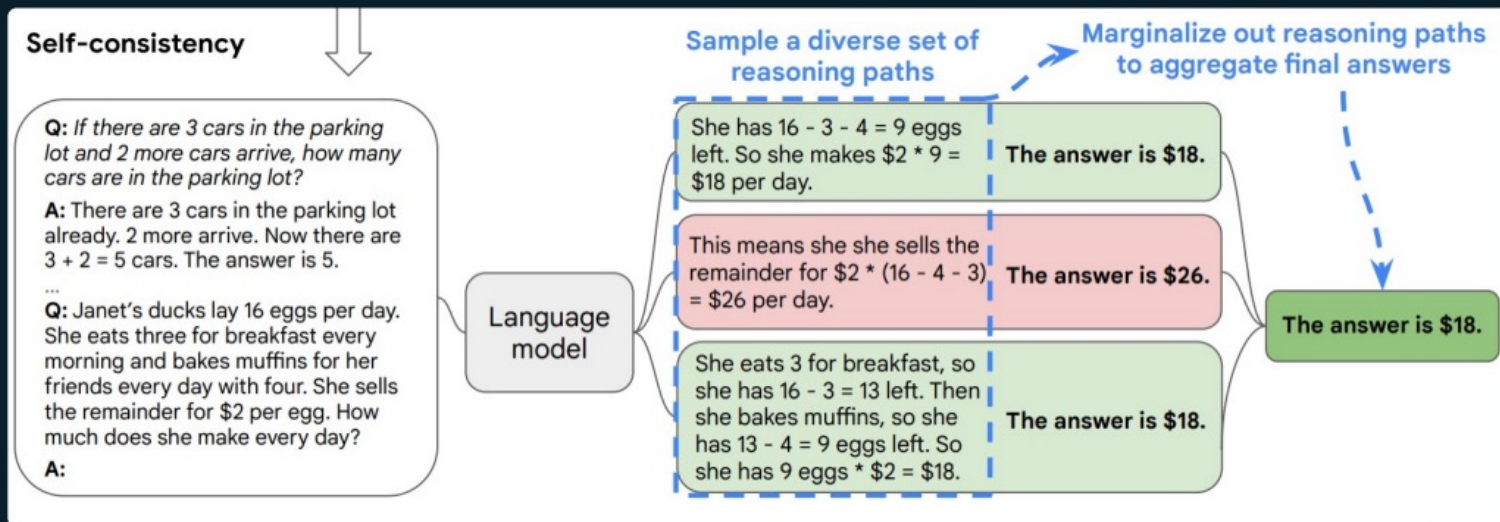 Self-consistency
Sample a diverse set of
reasoning paths
Marginalize out reasoning paths
to aggregate final answers
Q: If there are 3 cars in the parking
lot and 2 more cars arrive, how many
cars are in the parking lot?
A: There are 3 cars in the parking lot
already. 2 more arrive. Now there are
3 + 2 = 5 cars. The answer is 5.
...
Q: Janet's ducks lay 16 eggs per day.
She eats three for breakfast every
morning and bakes muffins for her
friends every day with four. She sells
the remainder for $2 per egg. How
much does she make every day?
A:
Language
model
She has 16 - 3 - 4 = 9 eggs
left. So she makes $2 * 9 =
$18 per day.
The answer is $18.
This means she she sells the
remainder for $2 * (16 - 4 - 3)
= $26 per day.
The answer is $26.
She eats 3 for breakfast, so
she has 16 - 3 = 13 left. Then
she bakes muffins, so she
has 13 - 4 = 9 eggs left. So
she has 9 eggs * $2 = $18.
The answer is $18.
The answer is $18.